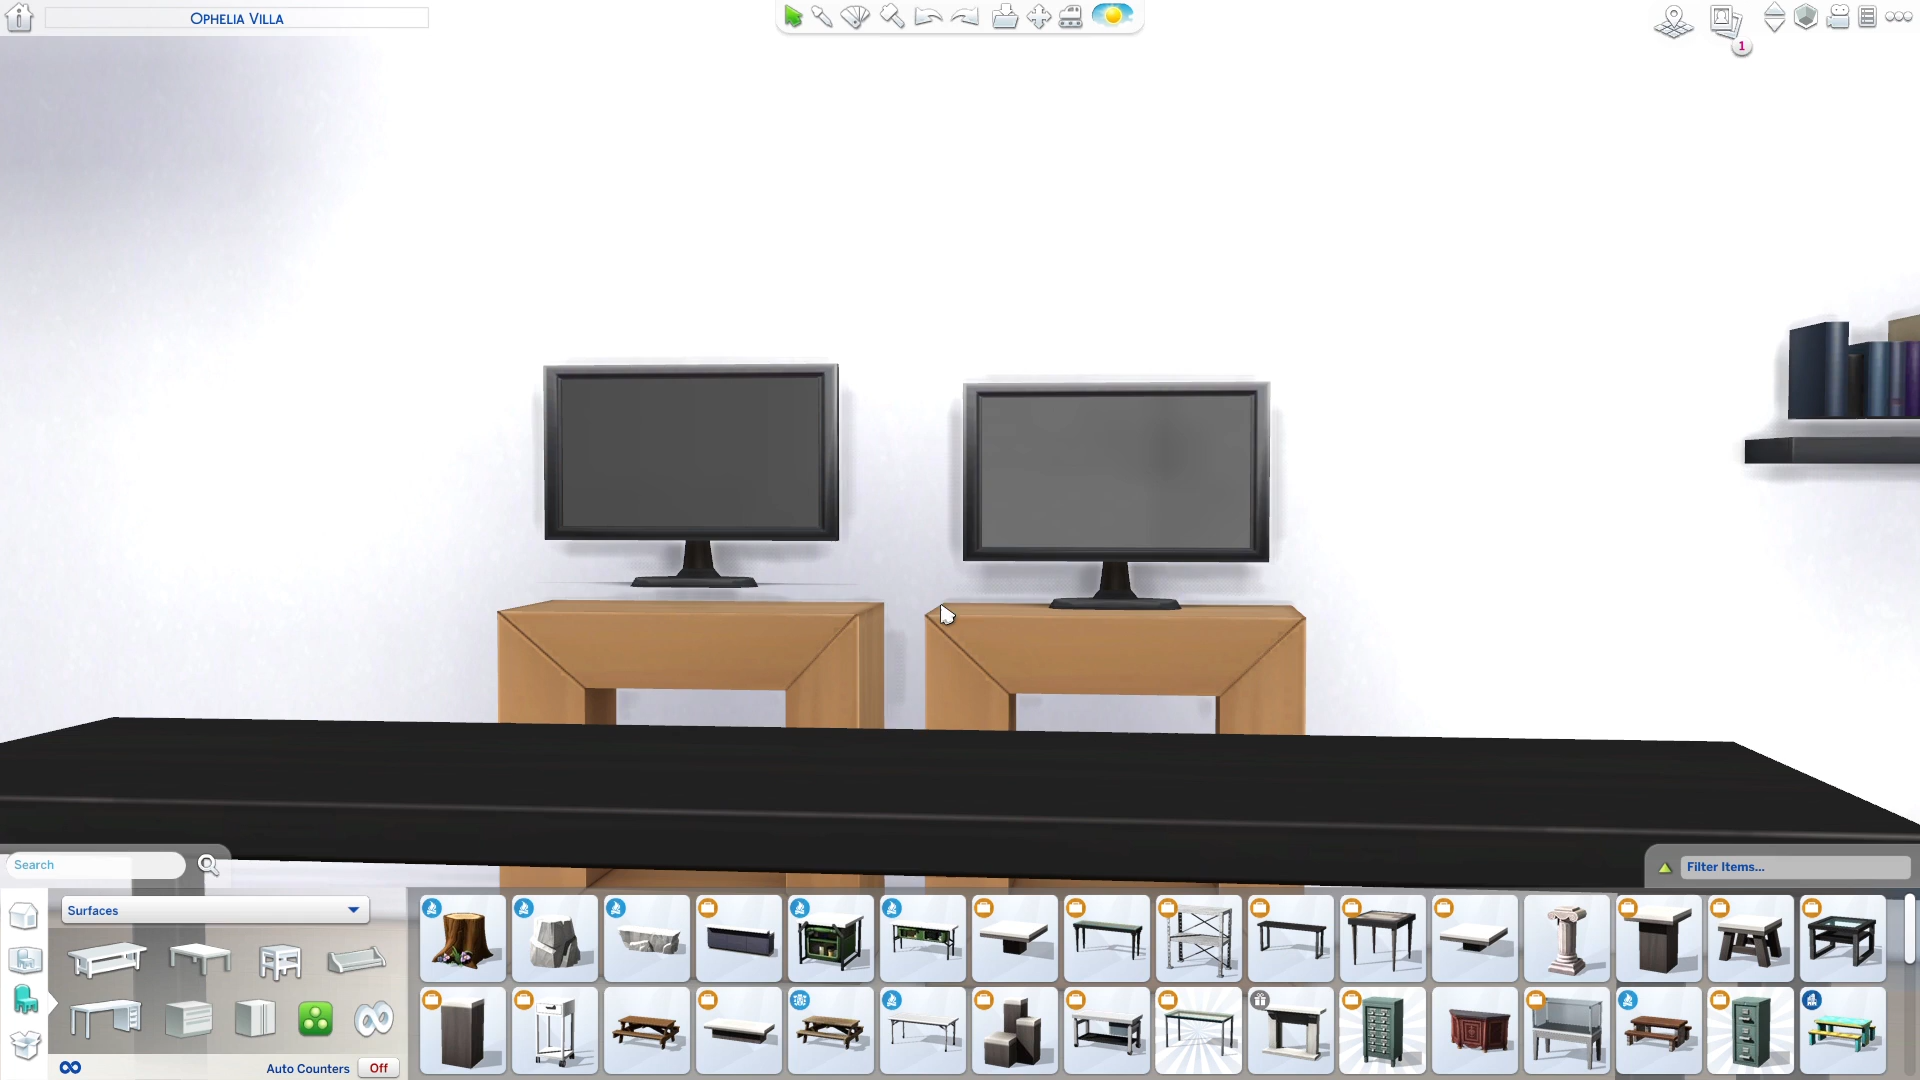 OPHELIA VILLA
1
Search
Filter Items...
Surfaces
Auto Counters
Off